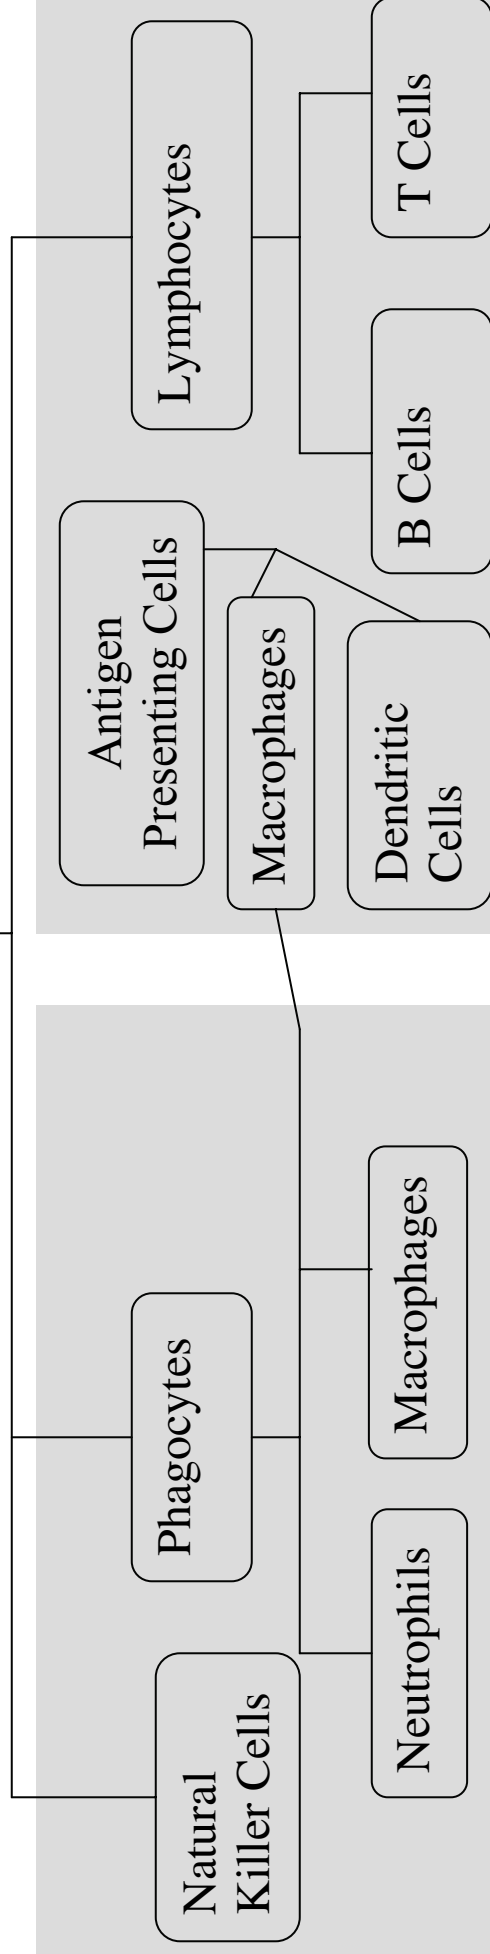 Natural
Killer Cells
Phagocytes
Neutrophils
Macrophages
Antigen
Presenting Cells
Macrophages
Dendritic
Cells
Lymphocytes
B Cells
T Cells